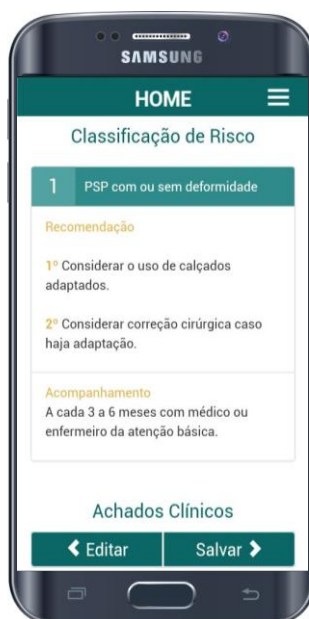 SAMSUNG
HOME
Classificação de Risco
1 PSP com ou sem deformidade
Recomendação
1º Considerar o uso de calçados
adaptados.
2º Considerar correção cirúrgica caso
haja adaptação.
Acompanhamento
A cada 3 a 6 meses com médico ou
enfermeiro da atenção básica.
Achados Clínicos
Editar Salvar